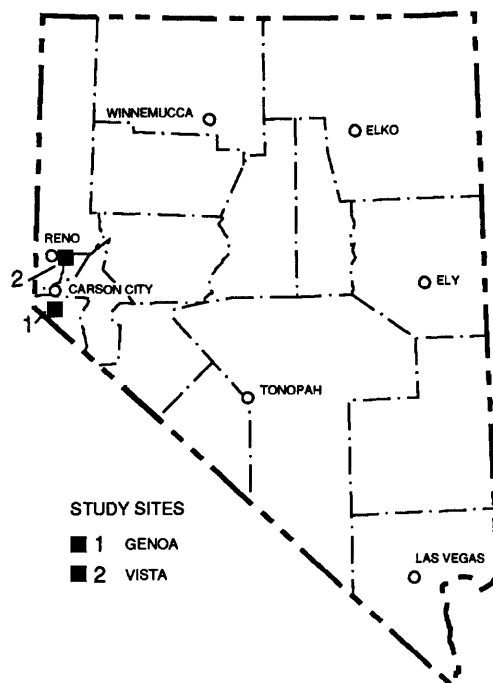 WINNEMUCCA
ELKO
RENO
2
CARSON CITY
ELY
1
TONOPAH
STUDY SITES
1 GENOA
2 VISTA
LAS VEGAS